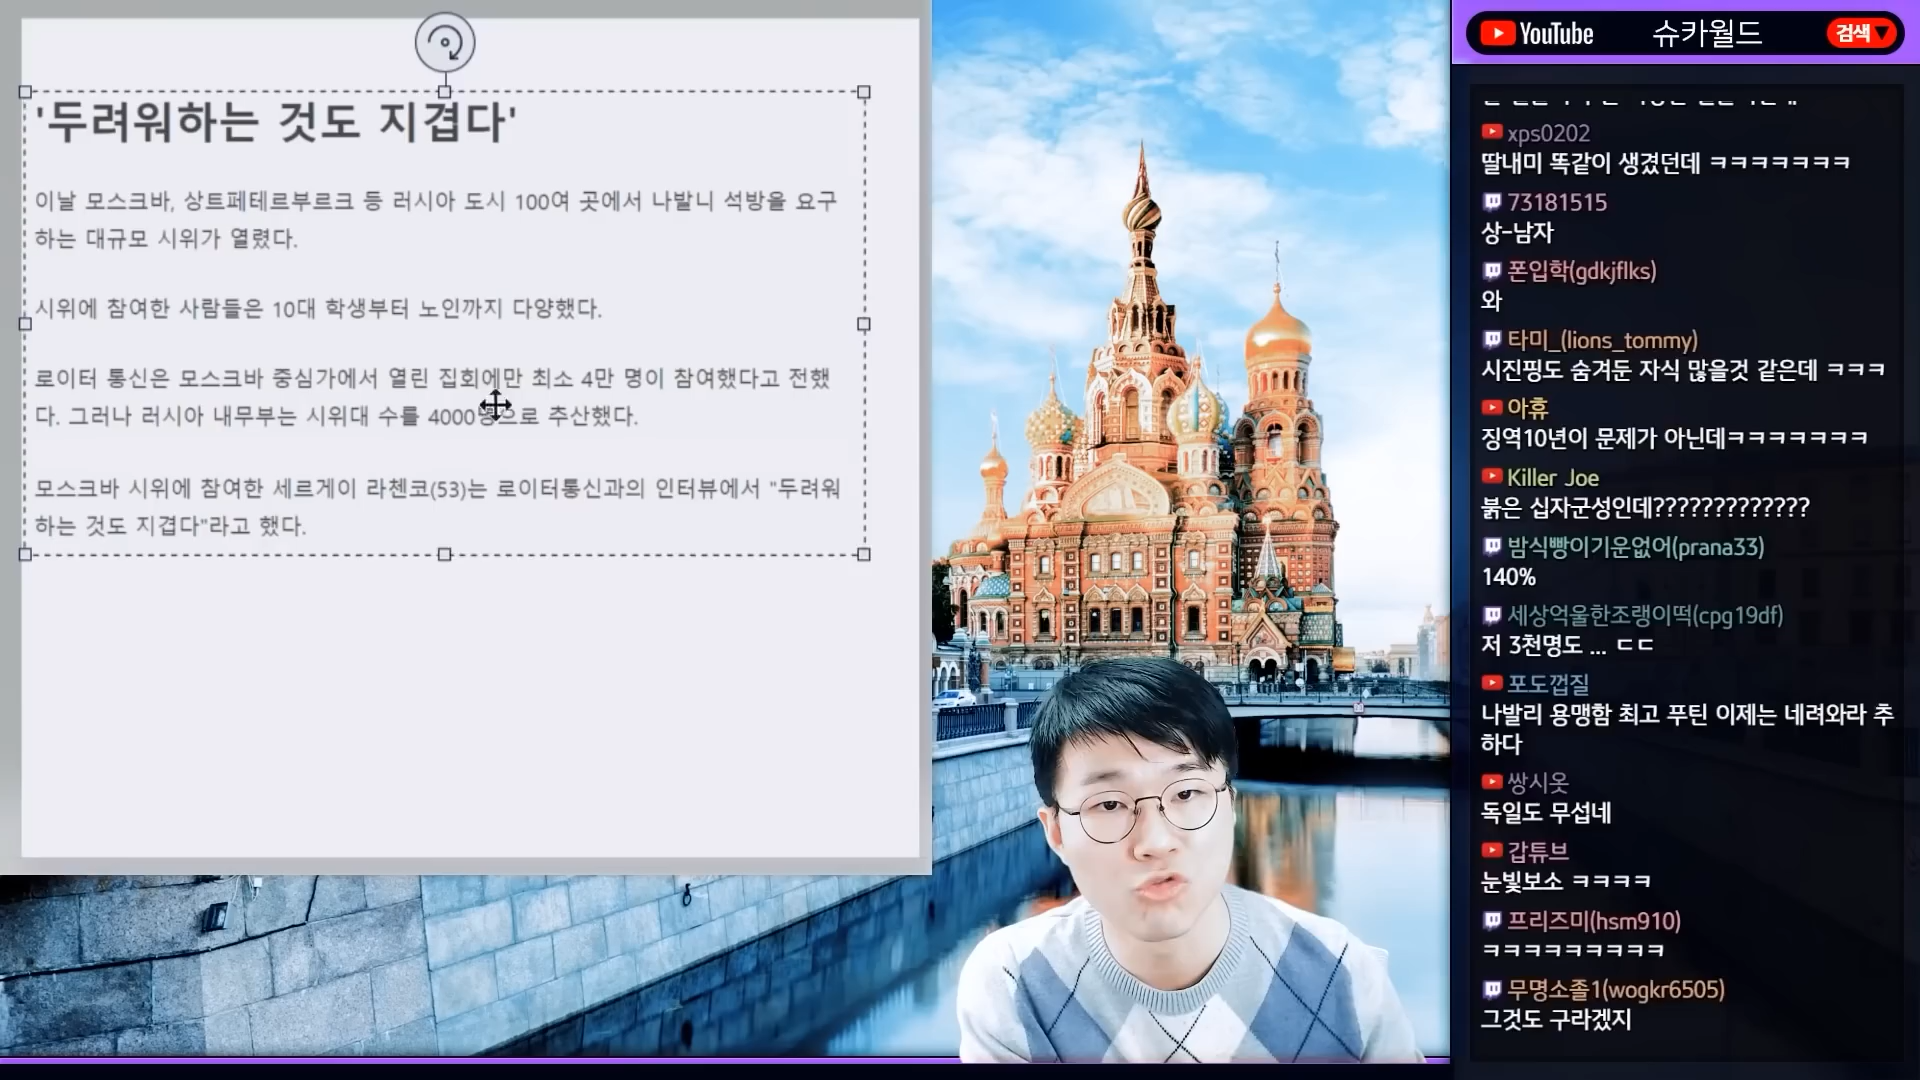 '두려워하는 것도 지겹다'
이날 모스크바, 상트페테르부르크 등 러시아 도시 100여 곳에서 나발니 석방을 요구
하는 대규모 시위가 열렸다.
시위에 참여한 사람들은 10대 학생부터 노인까지 다양했다.
로이터 통신은 모스크바 중심가에서 열린 집회에만 최소 4만 명이 참여했다고 전했
다. 그러나 러시아 내무부는 시위대 수를 4000명으로 추산했다.
모스크바 시위에 참여한 세르게이 라첸코(53)는 로이터통신과의 인터뷰에서 "두려워
하는 것도 지겹다"라고 했다.
YouTube 슈카월드 검색▼
xps0202
딸내미 똑같이 생겼던데 ㅋㅋㅋㅋㅋㅋㅋ
73181515
상-남자
폰입학(gdkjflks)
와
타미_(lions_tommy)
시진핑도 숨겨둔 자식 많을것 같은데 ㅋㅋㅋ
아휴
징역10년이 문제가 아닌데ㅋㅋㅋㅋㅋㅋㅋ
Killer Joe
붉은 십자군성인데?????????????
밤식빵이기운없어(prana33)
140%
세상억울한조랭이떡(cpg19df)
저 3천명도 ... ㄷㄷ
포도껍질
나발리 용맹함 최고 푸틴 이제는 네려와라 추
하다
쌍시옷
독일도 무섭네
갑튜브
눈빛보소 ㅋㅋㅋㅋ
프리즈미(hsm910)
ㅋㅋㅋㅋㅋㅋㅋㅋㅋ
무명소졸1(wogkr6505)
그것도 구라겠지